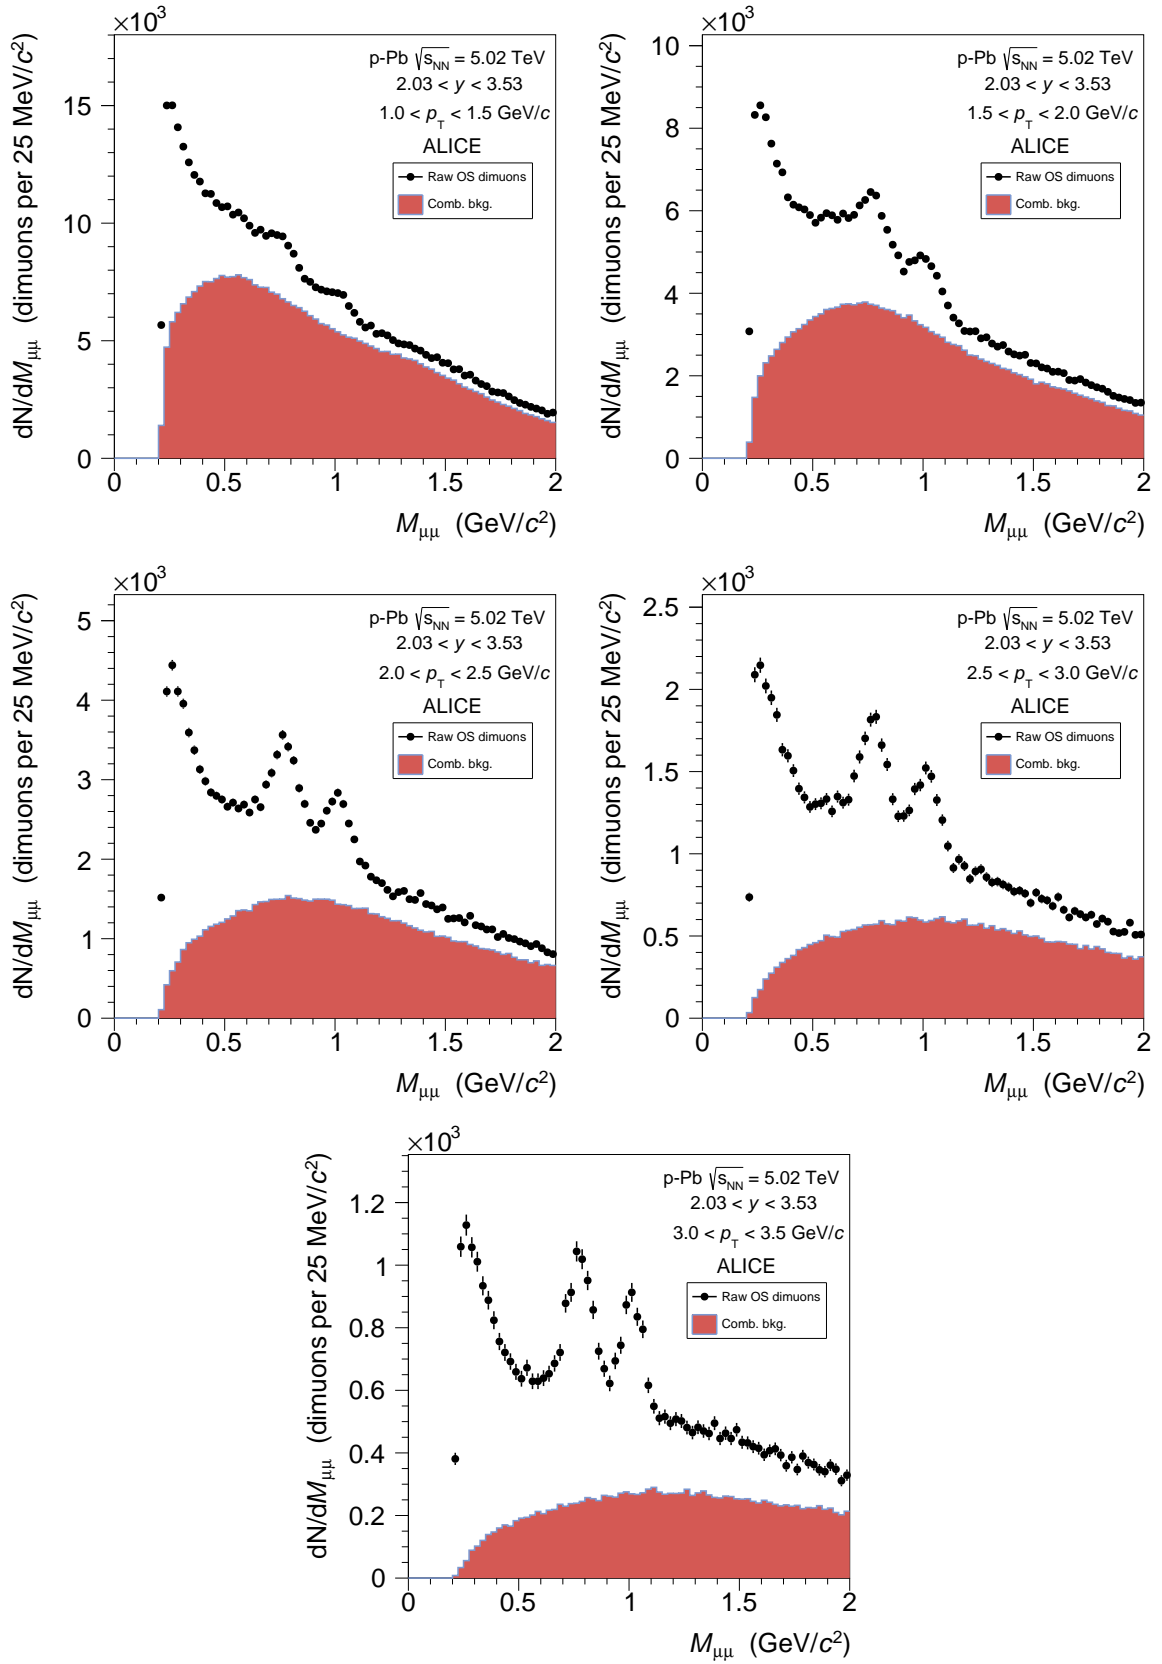 ×10³
dN/dMμμ (dimuons per 25 MeV/c²)
15
10
5
0
p-Pb √sNN = 5.02 TeV
2.03 < y < 3.53
1.0 < pT < 1.5 GeV/c
ALICE
Raw OS dimuons
Comb. bkg.
0 0.5 1 1.5 2
Mμμ (GeV/c²)
×10³
dN/dMμμ (dimuons per 25 MeV/c²)
10
8
6
4
2
0
p-Pb √sNN = 5.02 TeV
2.03 < y < 3.53
1.5 < pT < 2.0 GeV/c
ALICE
Raw OS dimuons
Comb. bkg.
0 0.5 1 1.5 2
Mμμ (GeV/c²)
×10³
dN/dMμμ (dimuons per 25 MeV/c²)
5
4
3
2
1
0
p-Pb √sNN = 5.02 TeV
2.03 < y < 3.53
2.0 < pT < 2.5 GeV/c
ALICE
Raw OS dimuons
Comb. bkg.
0 0.5 1 1.5 2
Mμμ (GeV/c²)
×10³
dN/dMμμ (dimuons per 25 MeV/c²)
2.5
2
1.5
1
0.5
0
p-Pb √sNN = 5.02 TeV
2.03 < y < 3.53
2.5 < pT < 3.0 GeV/c
ALICE
Raw OS dimuons
Comb. bkg.
0 0.5 1 1.5 2
Mμμ (GeV/c²)
×10³
dN/dMμμ (dimuons per 25 MeV/c²)
1.2
1
0.8
0.6
0.4
0.2
0
p-Pb √sNN = 5.02 TeV
2.03 < y < 3.53
3.0 < pT < 3.5 GeV/c
ALICE
Raw OS dimuons
Comb. bkg.
0 0.5 1 1.5 2
Mμμ (GeV/c²)